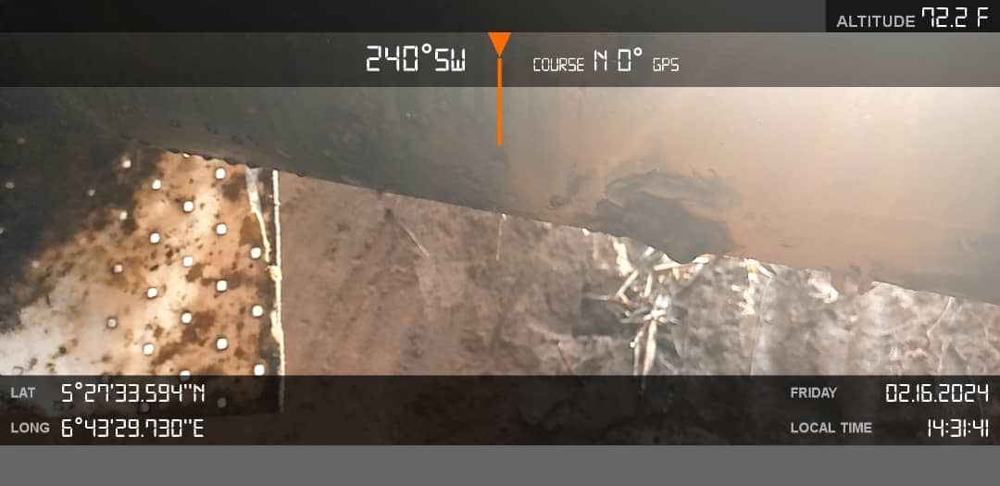 ALTITUDE 72.2 F
240°SW COURSE N 0° GPS
LAT 5°27'33.594"N
LONG 6°43'29.730"E
FRIDAY 02.16.2024
LOCAL TIME 14:31:41